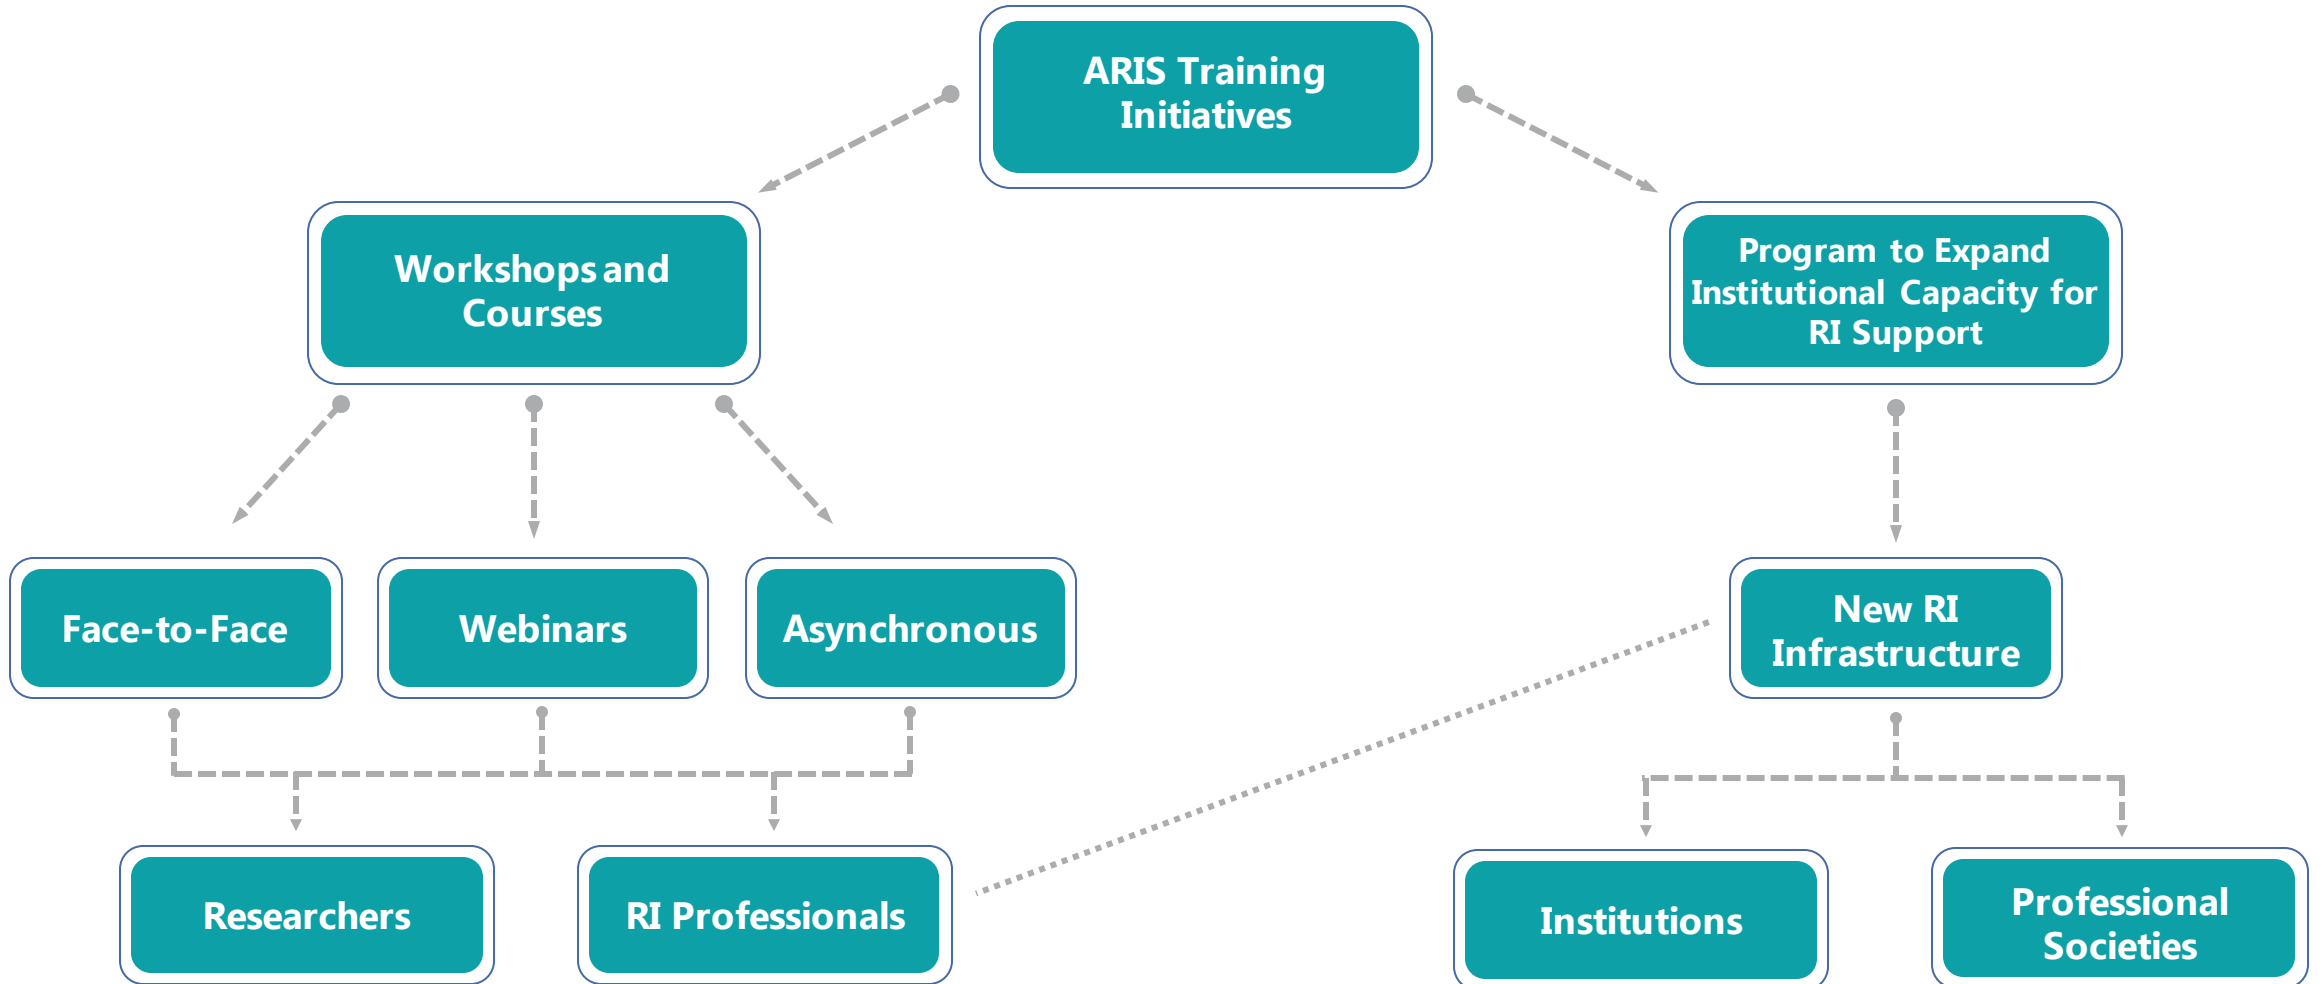 ARIS Training
Initiatives
Workshops and
Courses
Program to Expand
Institutional Capacity for
RI Support
Face-to-Face
Webinars
Asynchronous
New RI
Infrastructure
Researchers
RI Professionals
Institutions
Professional
Societies